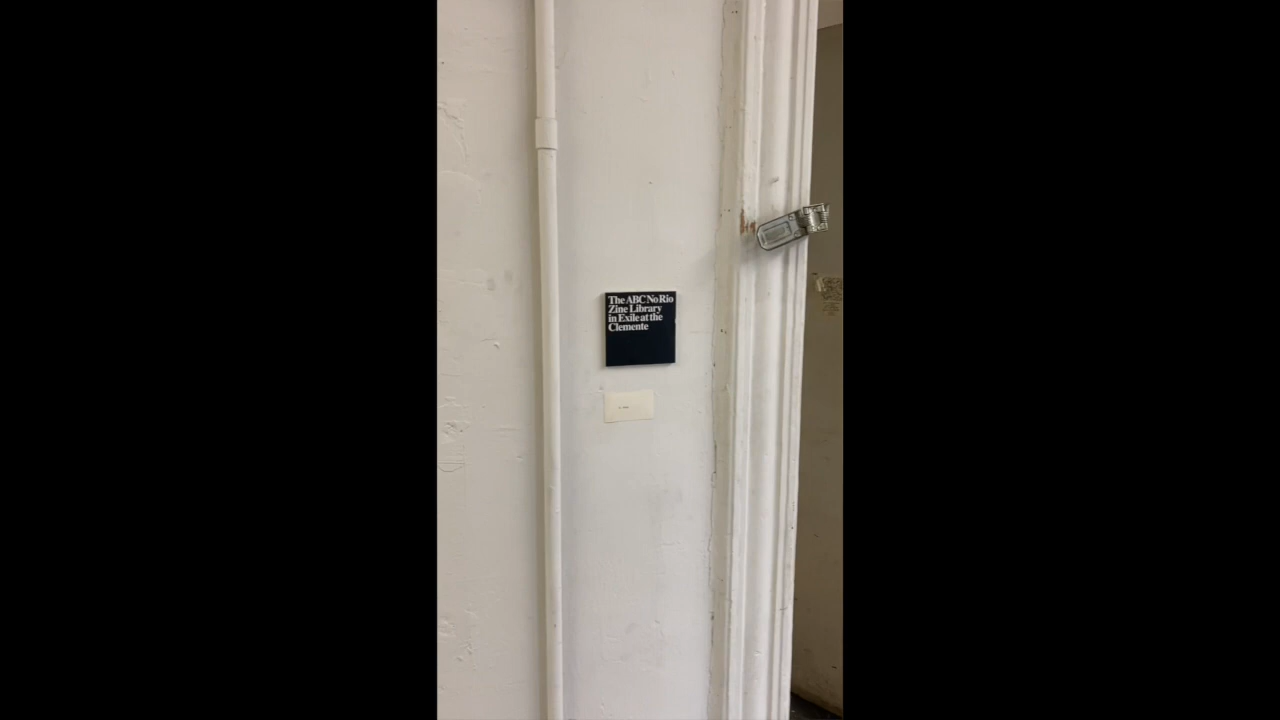 The ABC No Rio
Zine Library
in Exile at the
Clemente